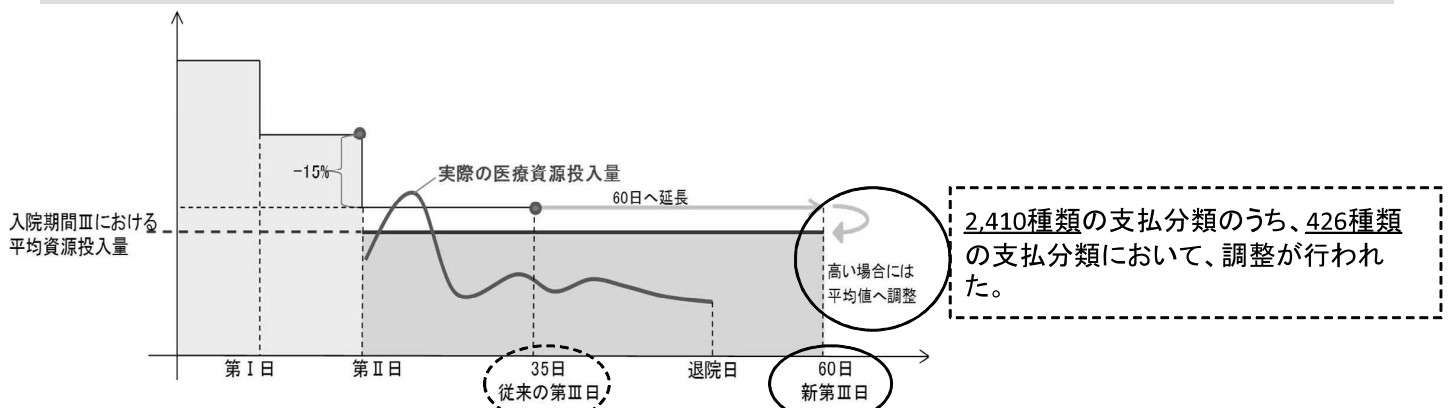 -15%
実際の医療資源投入量
60日へ延長
入院期間Ⅲにおける
平均資源投入量
高い場合には
平均値へ調整
2,410種類の支払分類のうち、426種類
の支払分類において、調整が行われ
た。
第Ⅰ日
第Ⅱ日
35日
従来の第Ⅲ日
退院日
60日
新第Ⅲ日